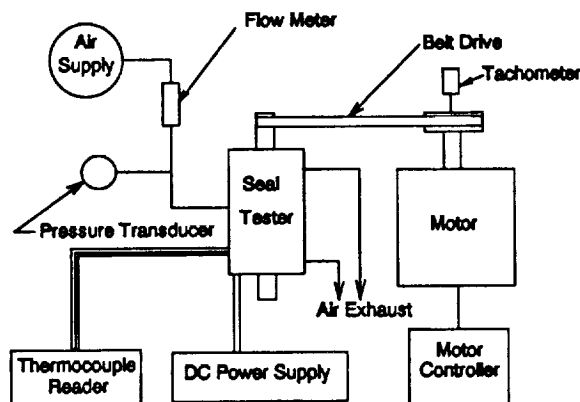 Flow Meter
Air
Supply
Belt Drive
Tachometer
Seal
Tester
Pressure Transducer
Motor
Air Exhaust
Thermocouple
Reader
DC Power Supply
Motor
Controller